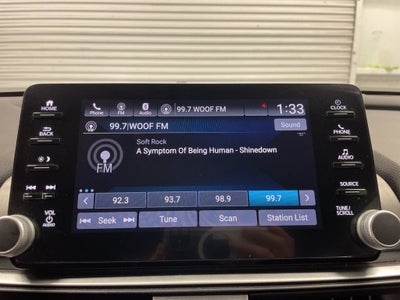 HOME
BACK
VOL
AUDIO
Phone
FM
Audio
99.7 WOOF FM
1:33
99.7|WOOF FM
Sound
Soft Rock
A Symptom Of Being Human - Shinedown
FM
92.3
93.7
98.9
99.7
Seek
Tune
Scan
Station List
CLOCK
PHONE
AUDIO
SOURCE
TUNE/
SCROLL